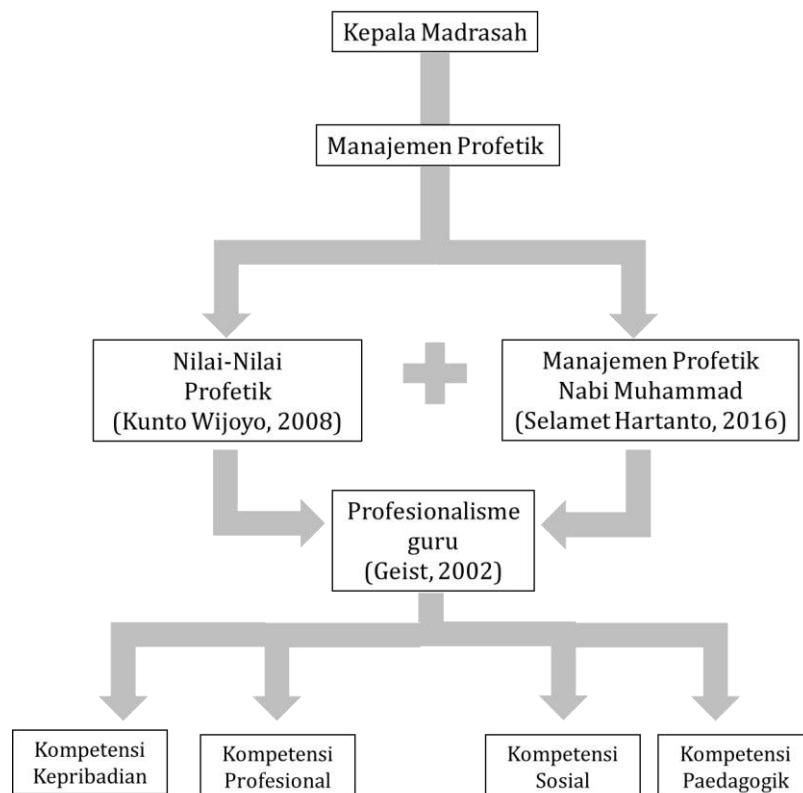 Kepala Madrasah
Manajemen Profetik
Nilai-Nilai
Profetik
(Kunto Wijoyo, 2008)
Manajemen Profetik
Nabi Muhammad
(Selamet Hartanto, 2016)
Profesionalisme
guru
(Geist, 2002)
Kompetensi
Kepribadian
Kompetensi
Profesional
Kompetensi
Sosial
Kompetensi
Paedagogik